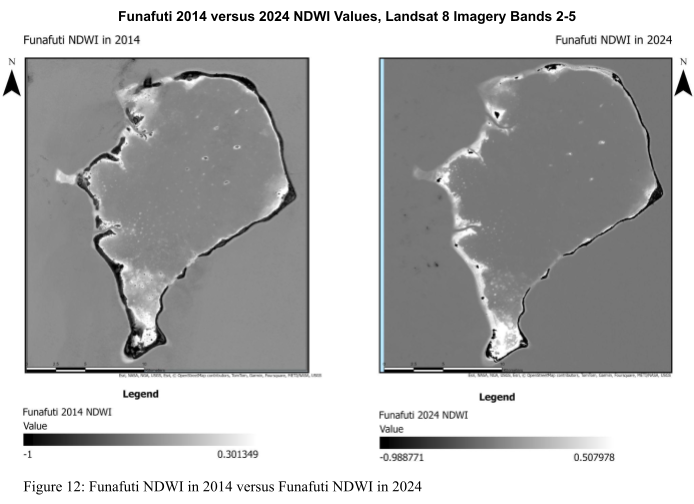 Funafuti 2014 versus 2024 NDWI Values, Landsat 8 Imagery Bands 2-5
Funafuti NDWI in 2014
Funafuti NDWI in 2024
N
N
Legend
Funafuti 2014 NDWI
Value
-1 0.301349
Legend
Funafuti 2024 NDWI
Value
-0.988771 0.507978
Figure 12: Funafuti NDWI in 2014 versus Funafuti NDWI in 2024